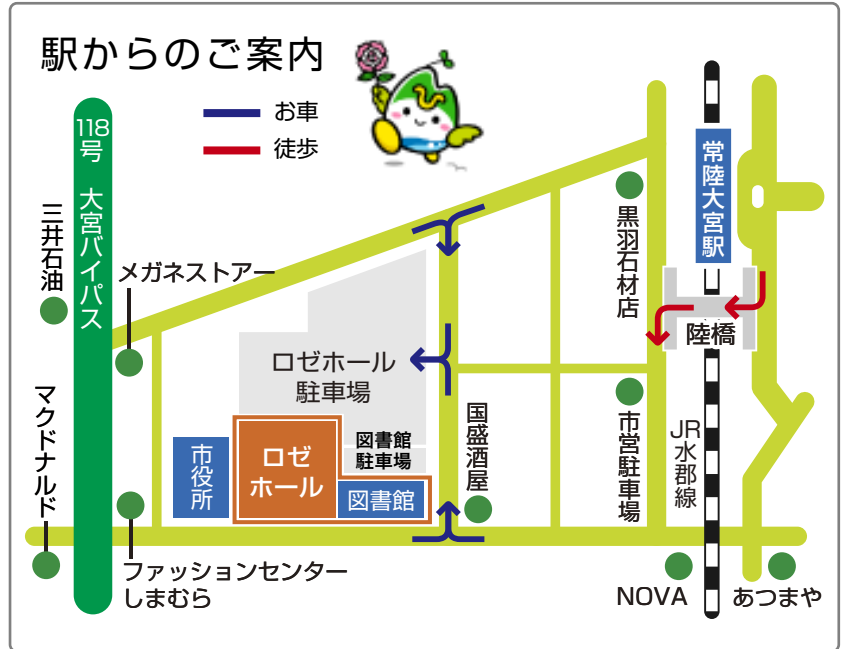 駅からのご案内
お車
徒歩
118号 大宮バイパス
三井石油
メガネストアー
マクドナルド
ロゼホール
駐車場
図書館
駐車場
市役所
ロゼ
ホール
図書館
国盛酒屋
黒羽石材店
常陸大宮駅
陸橋
市営駐車場
JR水郡線
ファッションセンター
しまむら
NOVA
あつまや